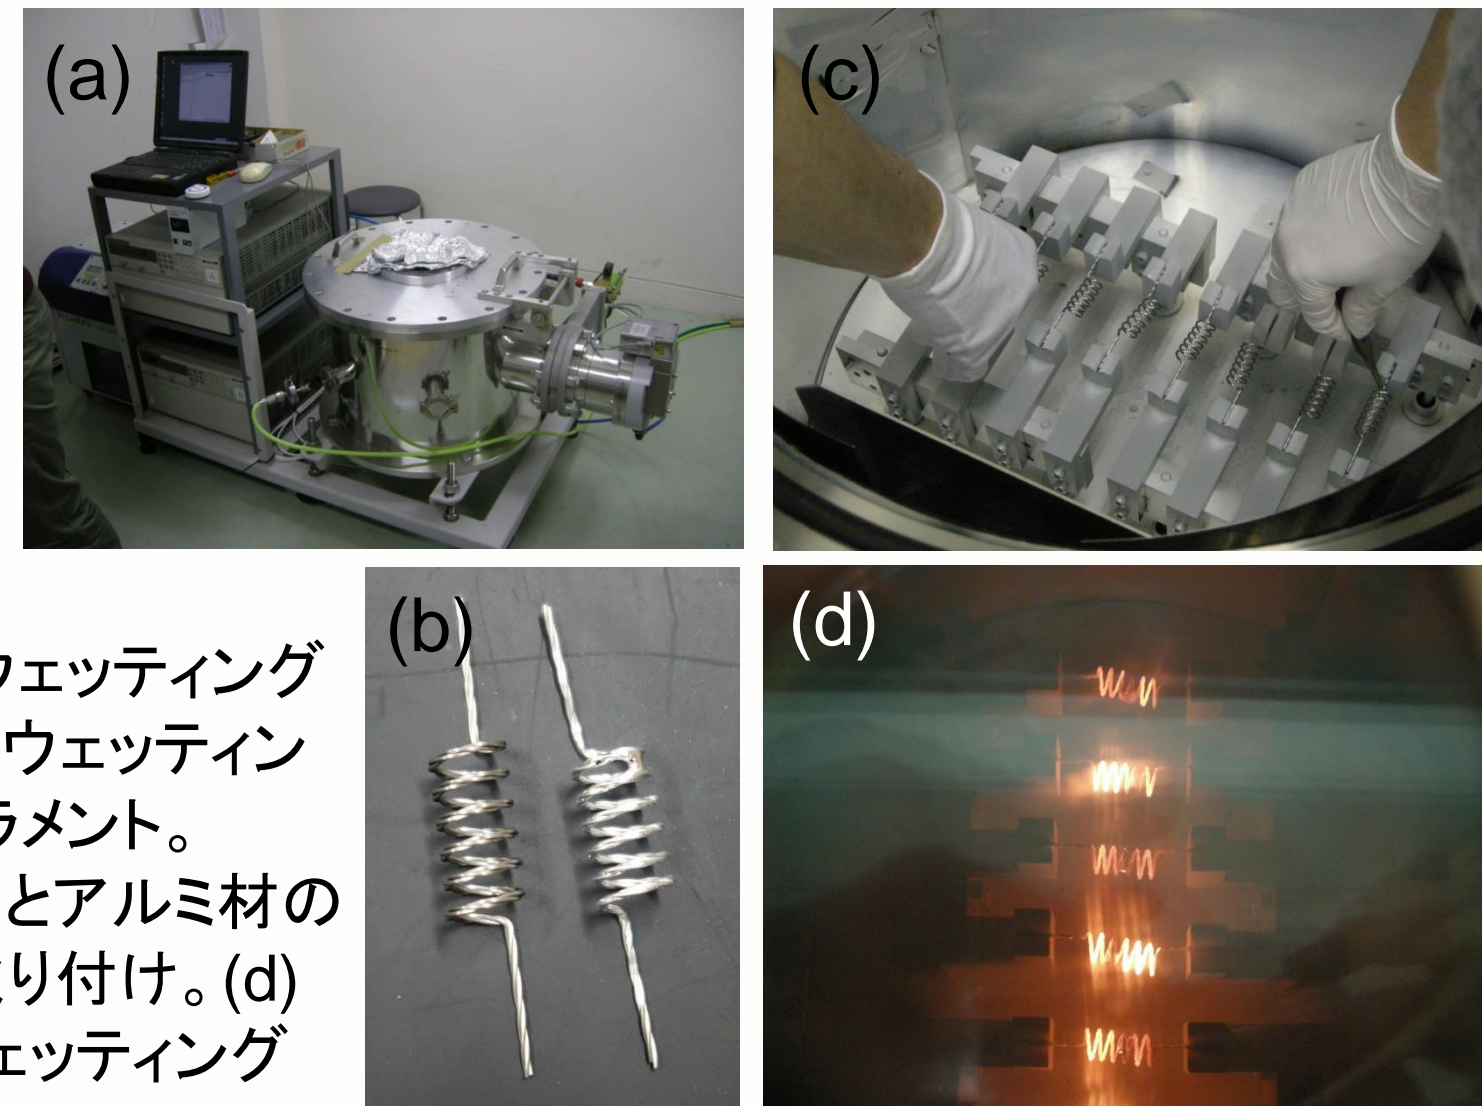 (a)
(c)
(b)
(d)
ウェッティング
ウェッティン
ラメント。
とアルミ材の
り付け。(d)
ェッティング